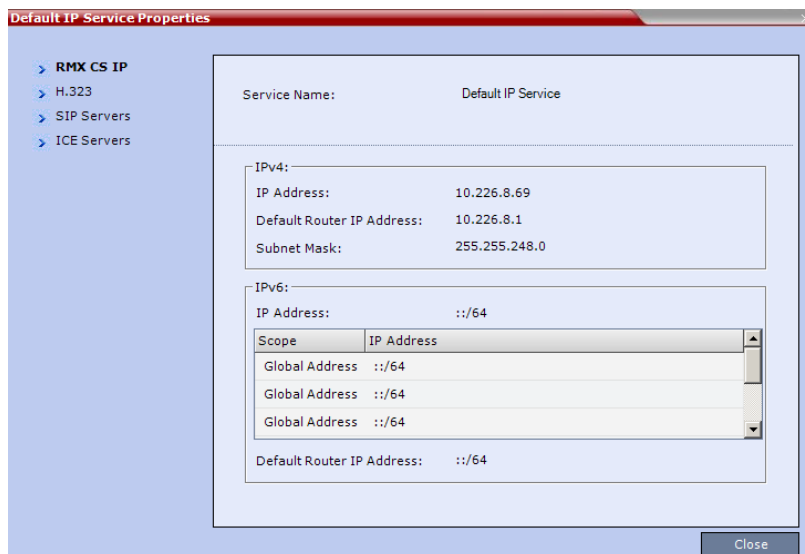 Default IP Service Properties
RMX CS IP
H.323
SIP Servers
ICE Servers
Service Name: Default IP Service
IPv4:
IP Address: 10.226.8.69
Default Router IP Address: 10.226.8.1
Subnet Mask: 255.255.248.0
IPv6:
IP Address: ::/64
Scope IP Address
Global Address ::/64
Global Address ::/64
Global Address ::/64
Default Router IP Address: ::/64
Close